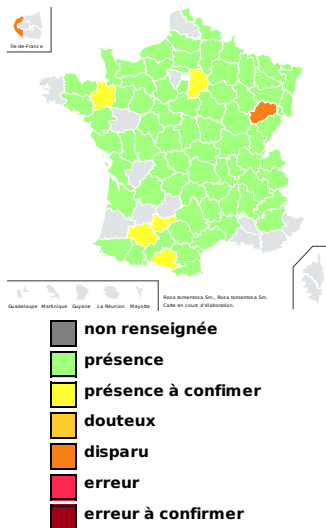 Île-de-France
Guadeloupe Martinique Guyane La Réunion Mayotte
Rosa tomentosa Sm., Rosa tomentosa Sm.
Carte en cours d'élaboration.
non renseignée
présence
présence à confimer
douteux
disparu
erreur
erreur à confirmer